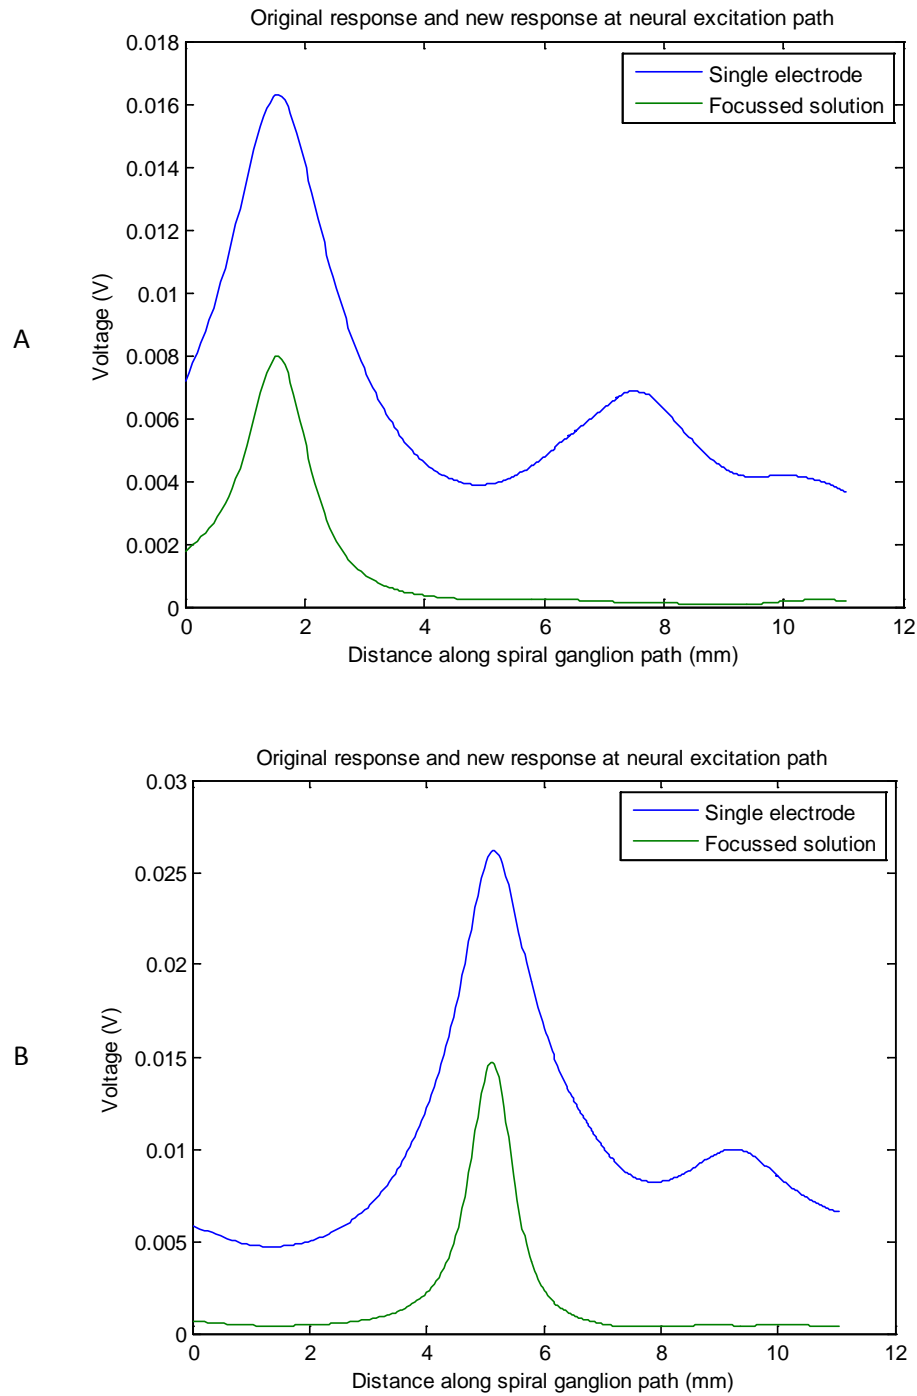 Original response and new response at neural excitation path
0.018
0.016
0.014
0.012
0.01
0.008
0.006
0.004
0.002
0
Single electrode
Focussed solution
A
Voltage (V)
0 2 4 6 8 10 12
Distance along spiral ganglion path (mm)
Original response and new response at neural excitation path
0.03
0.025
0.02
0.015
0.01
0.005
0
Single electrode
Focussed solution
B
Voltage (V)
0 2 4 6 8 10 12
Distance along spiral ganglion path (mm)